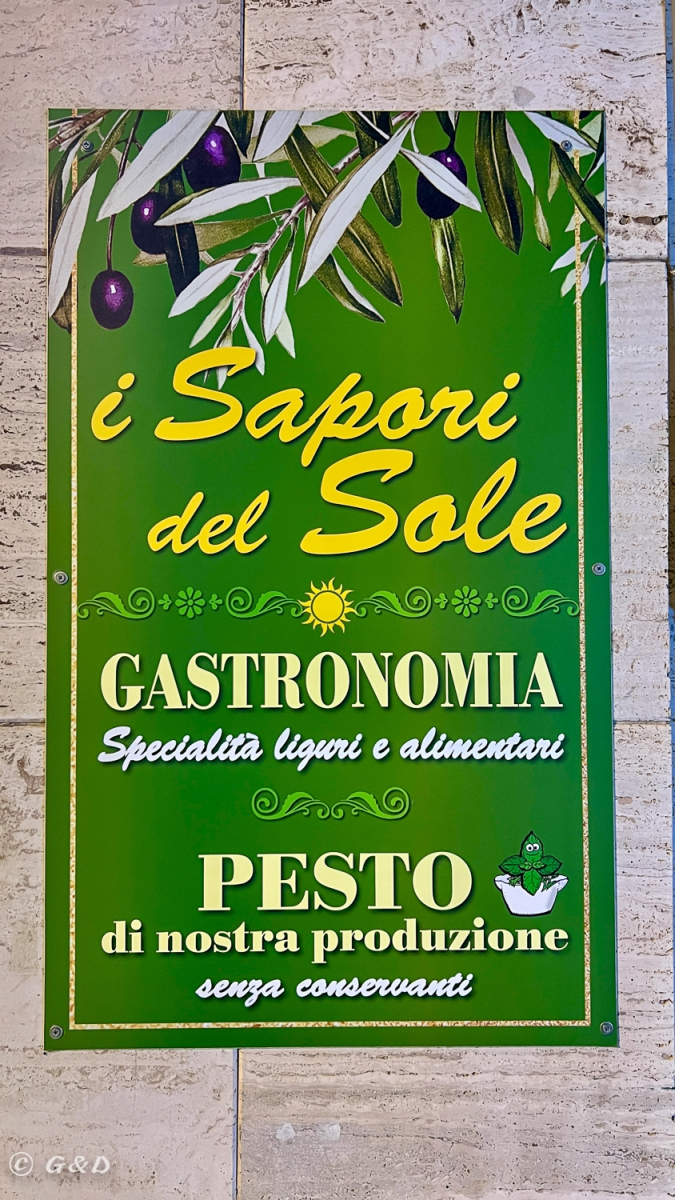 i Sapori
del Sole
GASTRONOMIA
Specialità liguri e alimentari
PESTO
di nostra produzione
senza conservanti
© G&D